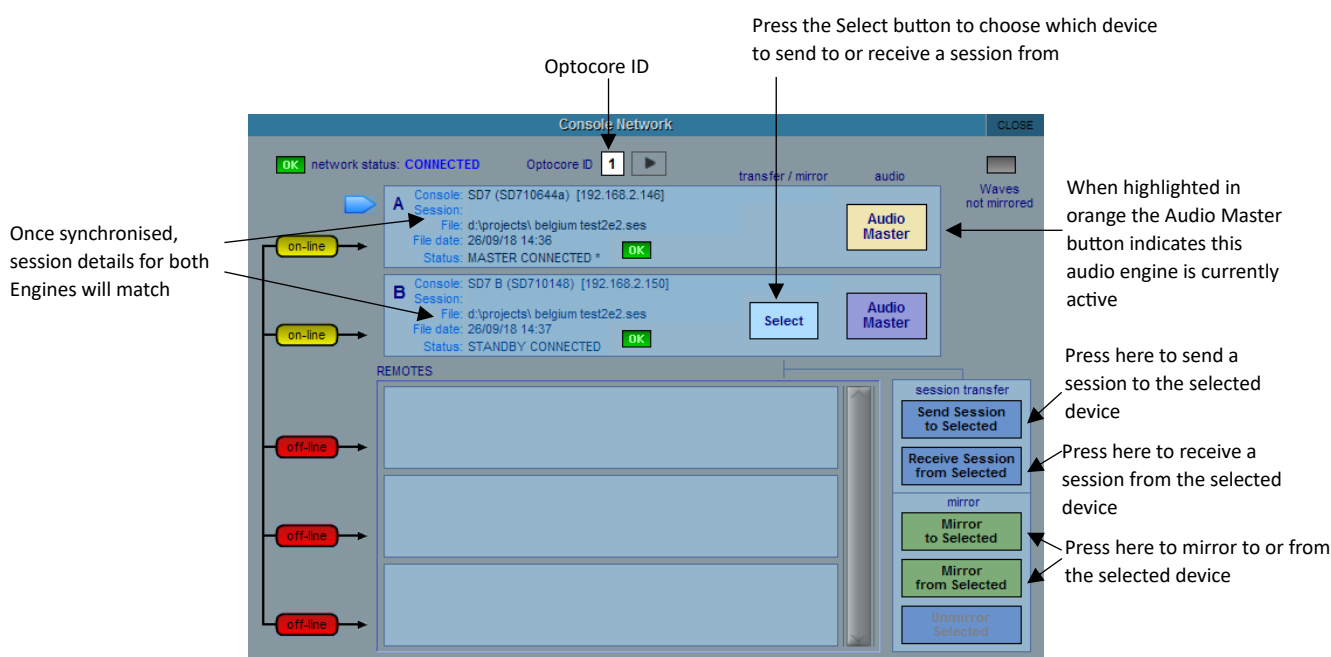 Press the Select button to choose which device
to send to or receive a session from
Optocore ID
Console Network
CLOSE
OK network status: CONNECTED
Optocore ID 1
transfer / mirror
audio
Waves
not mirrored
A
Console: SD7 (SD710644a) [192.168.2.146]
Session:
File: d:\projects\ belgium test2e2.ses
File date: 26/09/18 14:36
Status: MASTER CONNECTED *
OK
Audio
Master
When highlighted in
orange the Audio Master
button indicates this
audio engine is currently
active
Once synchronised,
session details for both
Engines will match
on-line
B
Console: SD7 B (SD710148) [192.168.2.150]
Session:
File: d:\projects\ belgium test2e2.ses
File date: 26/09/18 14:37
Status: STANDBY CONNECTED
OK
Select
Audio
Master
on-line
REMOTES
off-line
off-line
off-line
session transfer
Send Session
to Selected
Receive Session
from Selected
mirror
Mirror
to Selected
Mirror
from Selected
Unmirror
Selected
Press here to send a
session to the selected
device
Press here to receive a
session from the selected
device
Press here to mirror to or from
the selected device